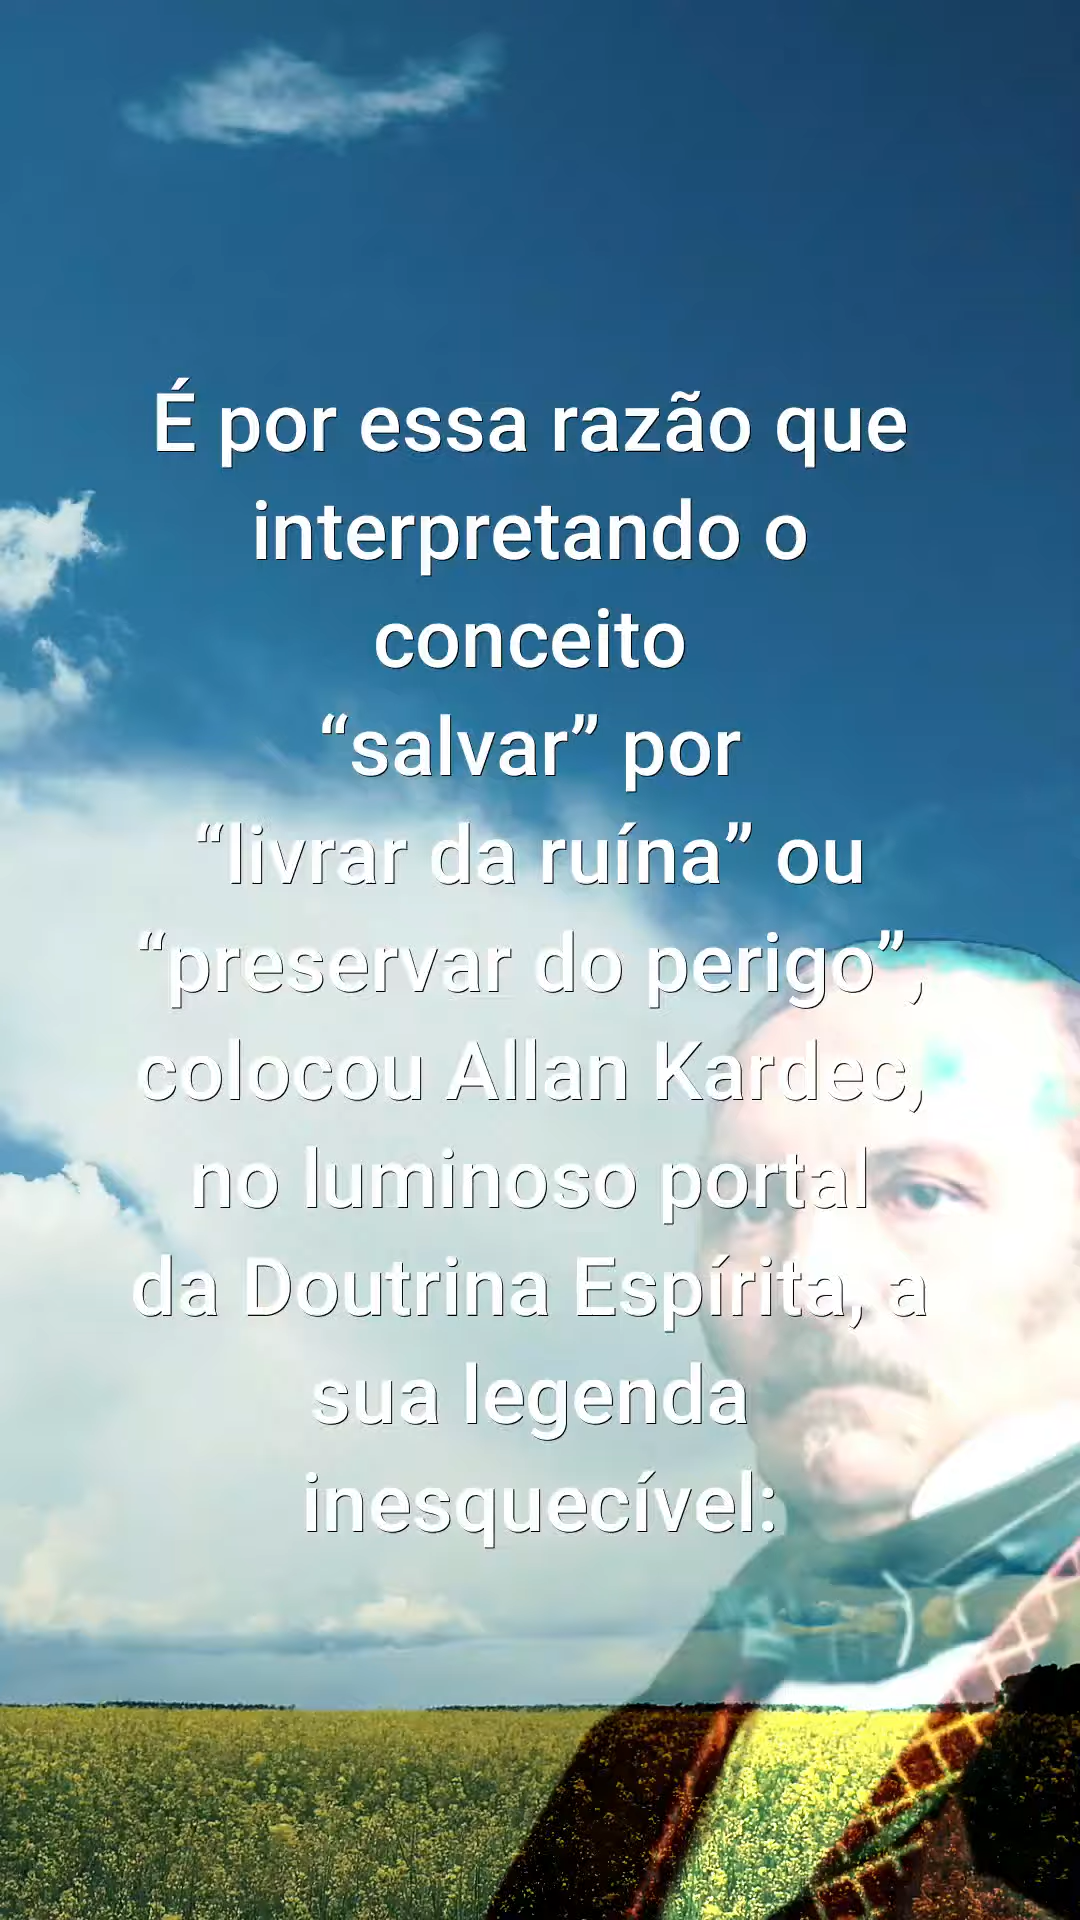 É por essa razão que
interpretando o
conceito
“salvar” por
“livrar da ruína” ou
“preservar do perigo”,
colocou Allan Kardec,
no luminoso portal
da Doutrina Espírita, a
sua legenda
inesquecível: